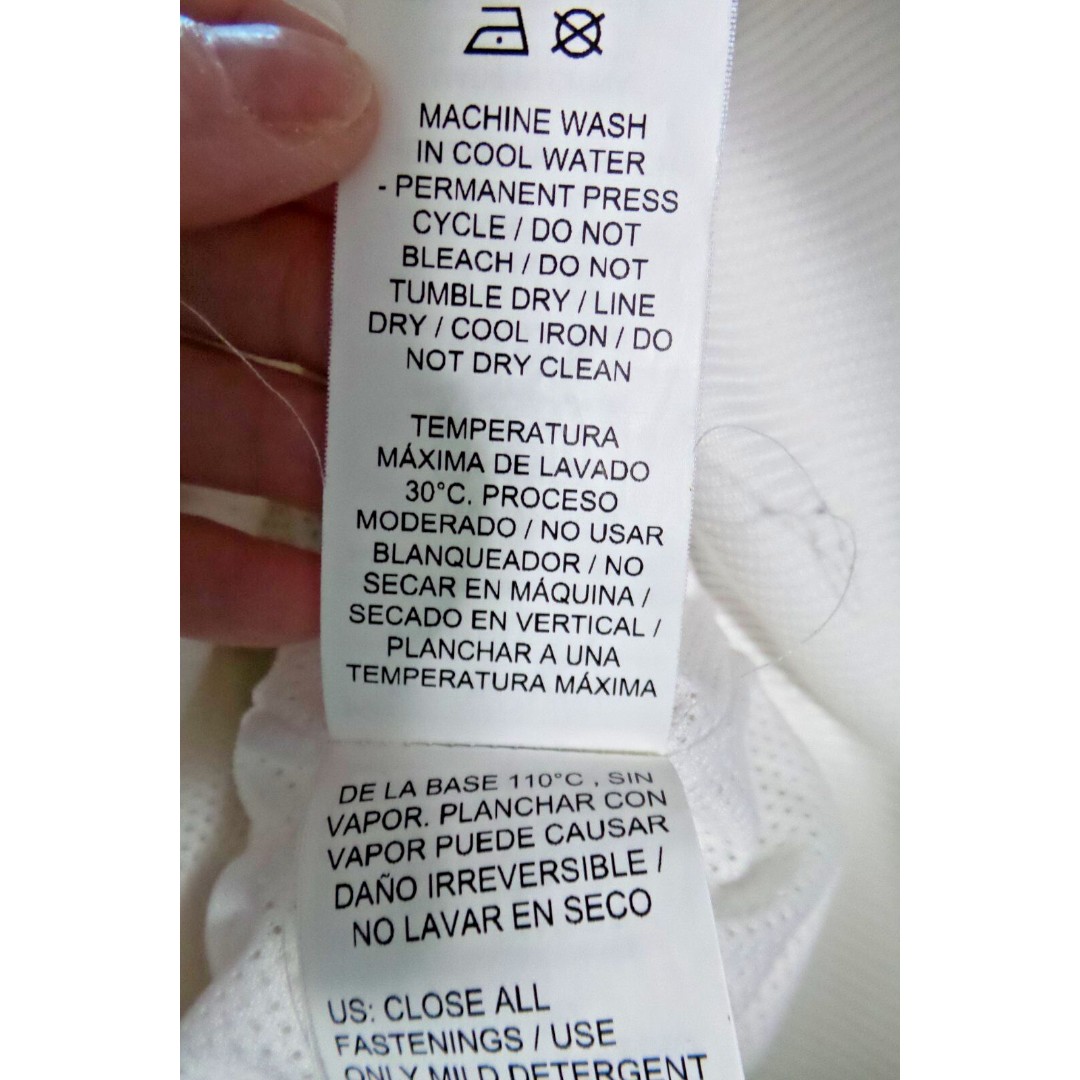 MACHINE WASH
IN COOL WATER
- PERMANENT PRESS
CYCLE / DO NOT
BLEACH / DO NOT
TUMBLE DRY / LINE
DRY / COOL IRON / DO
NOT DRY CLEAN
TEMPERATURA
MÁXIMA DE LAVADO
30°C. PROCESO
MODERADO / NO USAR
BLANQUEADOR / NO
SECAR EN MÁQUINA /
SECADO EN VERTICAL /
PLANCHAR A UNA
TEMPERATURA MÁXIMA
DE LA BASE 110°C , SIN
VAPOR. PLANCHAR CON
VAPOR PUEDE CAUSAR
DAÑO IRREVERSIBLE /
NO LAVAR EN SECO
US: CLOSE ALL
FASTENINGS / USE
ONLY MILD DETERGENT